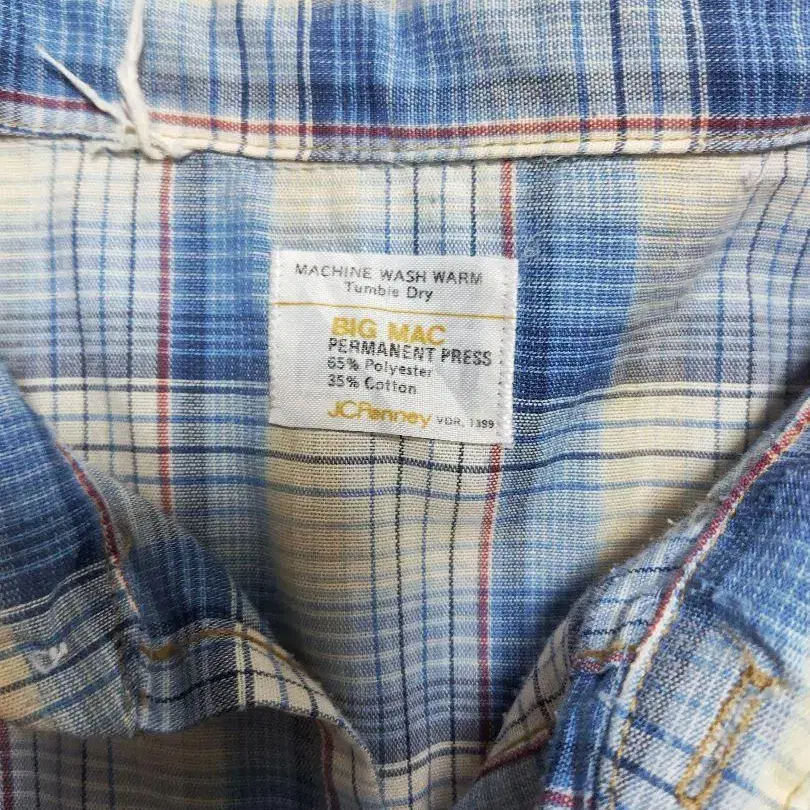 MACHINE WASH WARM
Tumble Dry
BIG MAC
PERMANENT PRESS
65% Polyester
35% Cotton
JCPenney VDR. 1399